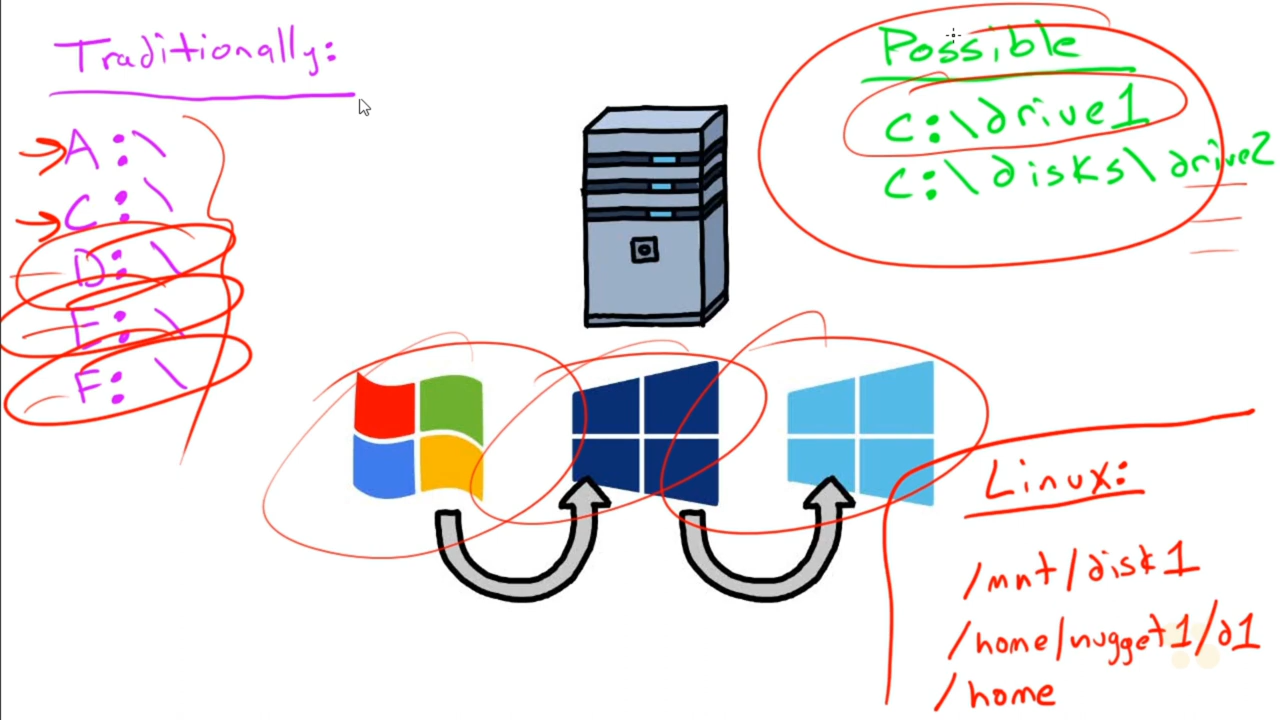 Traditionally:
A:\
C:\
D:\
E:\
F:\
Possible
c:\drive1
c:\disks\drive2
Linux:
/mnt/disk1
/home/nugget1/d1
/home